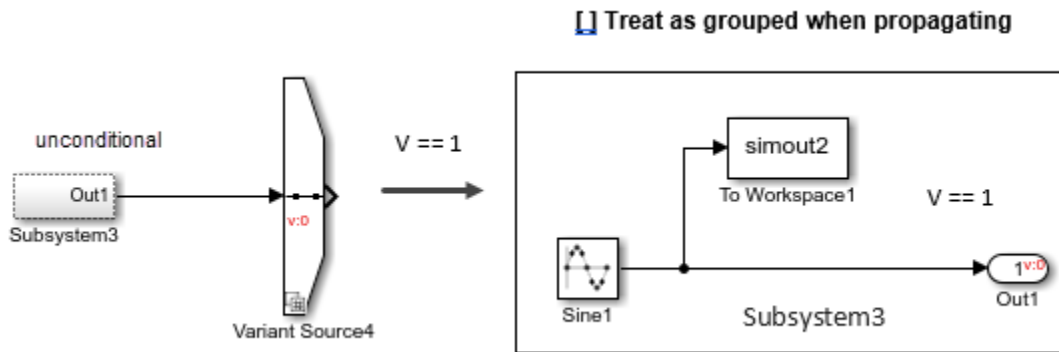 [ ] Treat as grouped when propagating
unconditional
Out1
Subsystem3
v:0
Variant Source4
V == 1
simout2
To Workspace1
V == 1
Sine1
1
v:0
Out1
Subsystem3